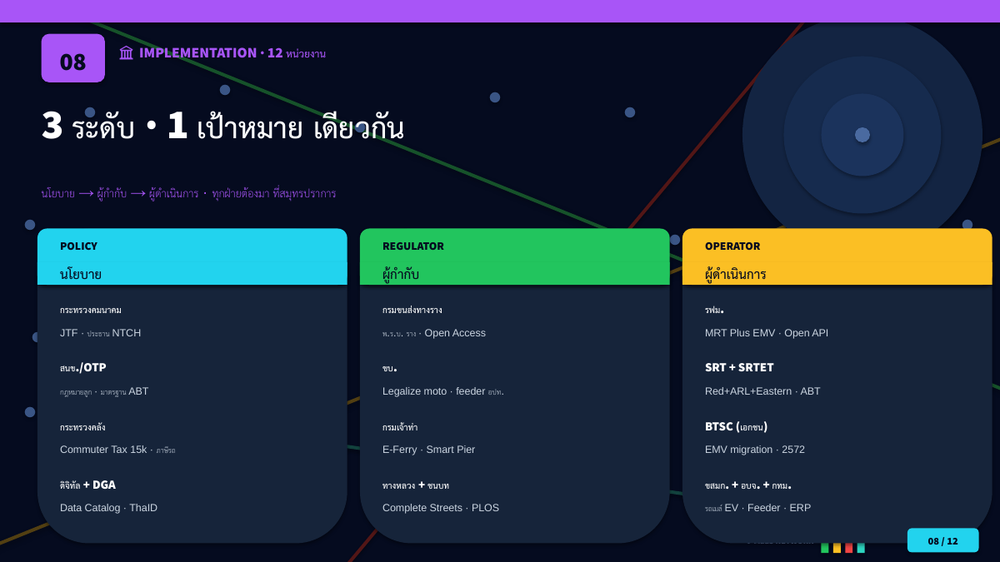 08
IMPLEMENTATION • 12 หน่วยงาน
3 ระดับ • 1 เป้าหมาย เดียวกัน
นโยบาย → ผู้กำกับ → ผู้ดำเนินการ • ทุกฝ่ายต้องมา ที่สมุทรปราการ
POLICY
นโยบาย
กระทรวงคมนาคม
JTF · ประธาน NTCH
สนข./OTP
กฎหมายลูก · มาตรฐาน ABT
กระทรวงคลัง
Commuter Tax 15k · ภาษีรถ
ดิจิทัล + DGA
Data Catalog · ThaID
REGULATOR
ผู้กำกับ
กรมขนส่งทางราง
พ.ร.บ. ราง · Open Access
ขบ.
Legalize moto · feeder อปท.
กรมเจ้าท่า
E-Ferry · Smart Pier
ทางหลวง + ชนบท
Complete Streets · PLOS
OPERATOR
ผู้ดำเนินการ
รฟม.
MRT Plus EMV · Open API
SRT + SRTET
Red+ARL+Eastern · ABT
BTSC (เอกชน)
EMV migration · 2572
ขสมก. + อบจ. + กทม.
รถเมล์ EV · Feeder · ERP
08 / 12